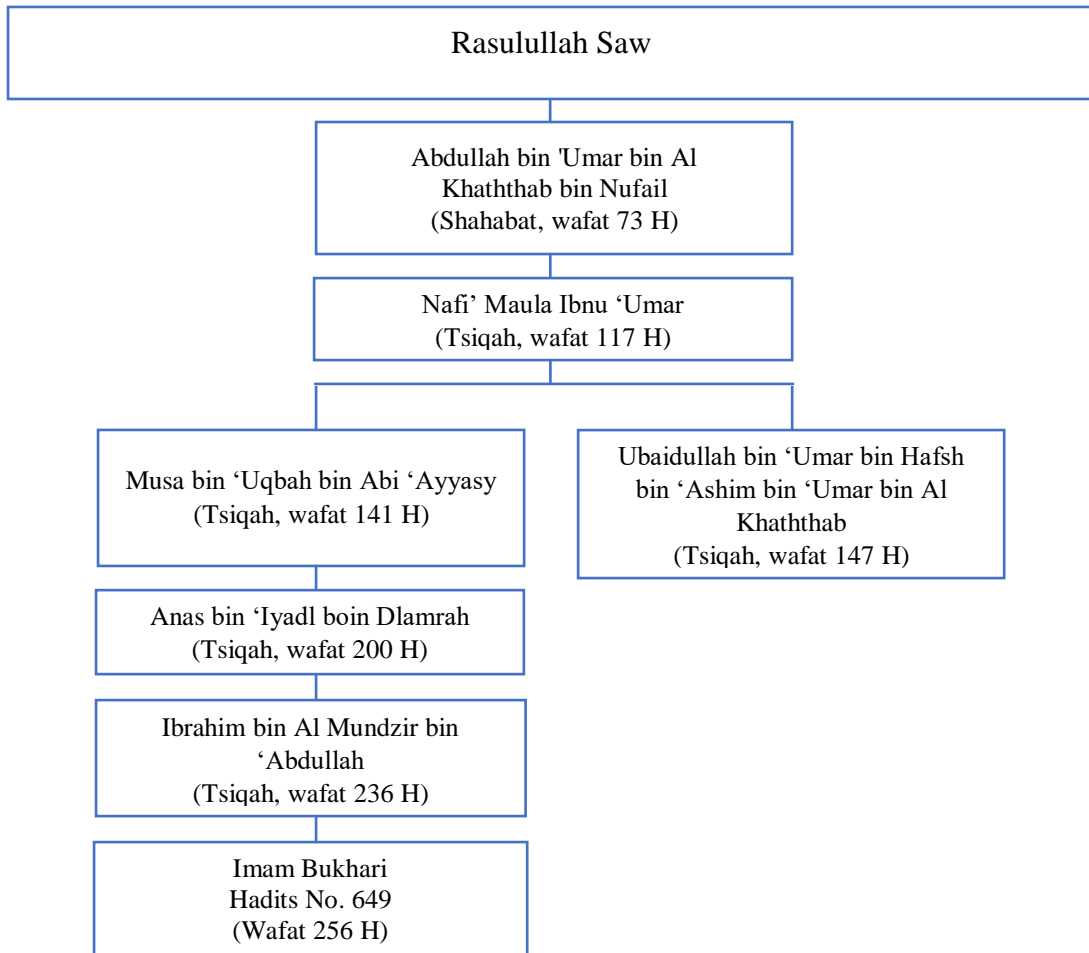 Rasulullah Saw
Abdullah bin 'Umar bin Al
Khaththab bin Nufail
(Shahabat, wafat 73 H)
Nafi’ Maula Ibnu ‘Umar
(Tsiqah, wafat 117 H)
Musa bin ‘Uqbah bin Abi ‘Ayyasy
(Tsiqah, wafat 141 H)
Ubaidullah bin ‘Umar bin Hafsh
bin ‘Ashim bin ‘Umar bin Al
Khaththab
(Tsiqah, wafat 147 H)
Anas bin ‘Iyadl boin Dlamrah
(Tsiqah, wafat 200 H)
Ibrahim bin Al Mundzir bin
‘Abdullah
(Tsiqah, wafat 236 H)
Imam Bukhari
Hadits No. 649
(Wafat 256 H)